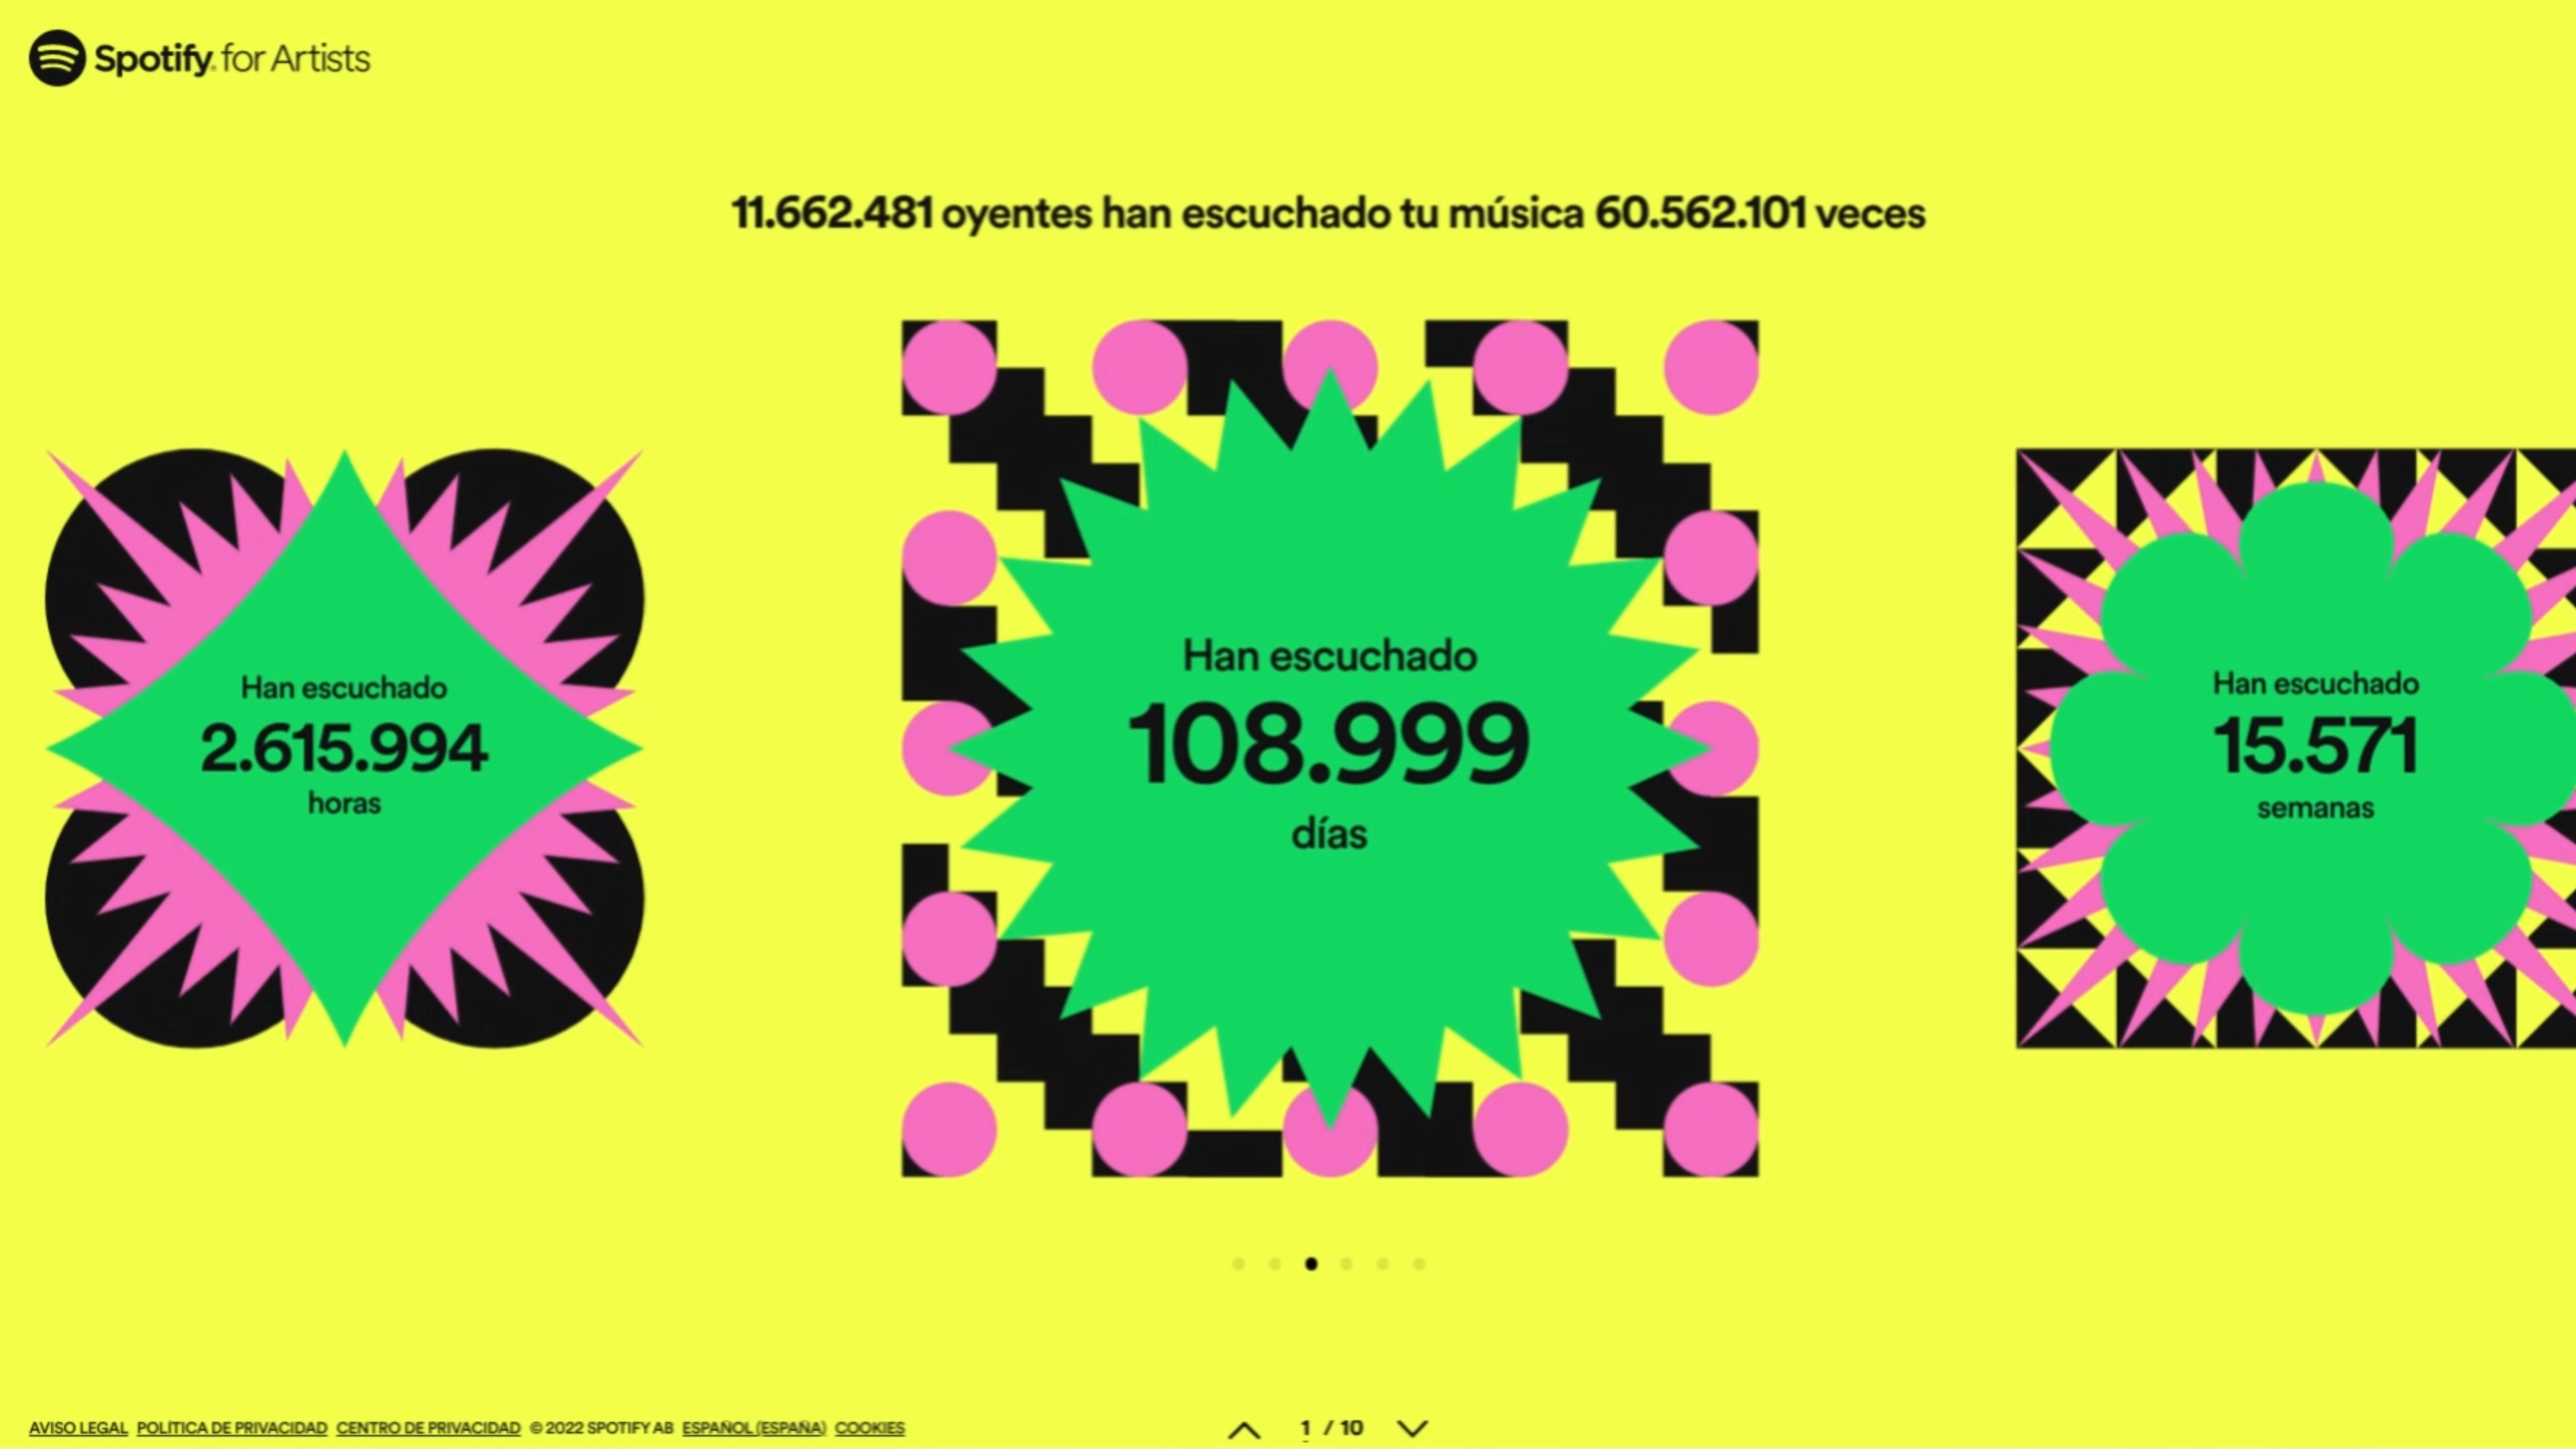 Spotify for Artists
11.662.481 oyentes han escuchado tu música 60.562.101 veces
Han escuchado
2.615.994
horas
Han escuchado
108.999
días
Han escuchado
15.571
semanas
AVISO LEGAL POLÍTICA DE PRIVACIDAD CENTRO DE PRIVACIDAD © 2022 SPOTIFY AB ESPAÑOL (ESPAÑA) COOKIES
1 / 10